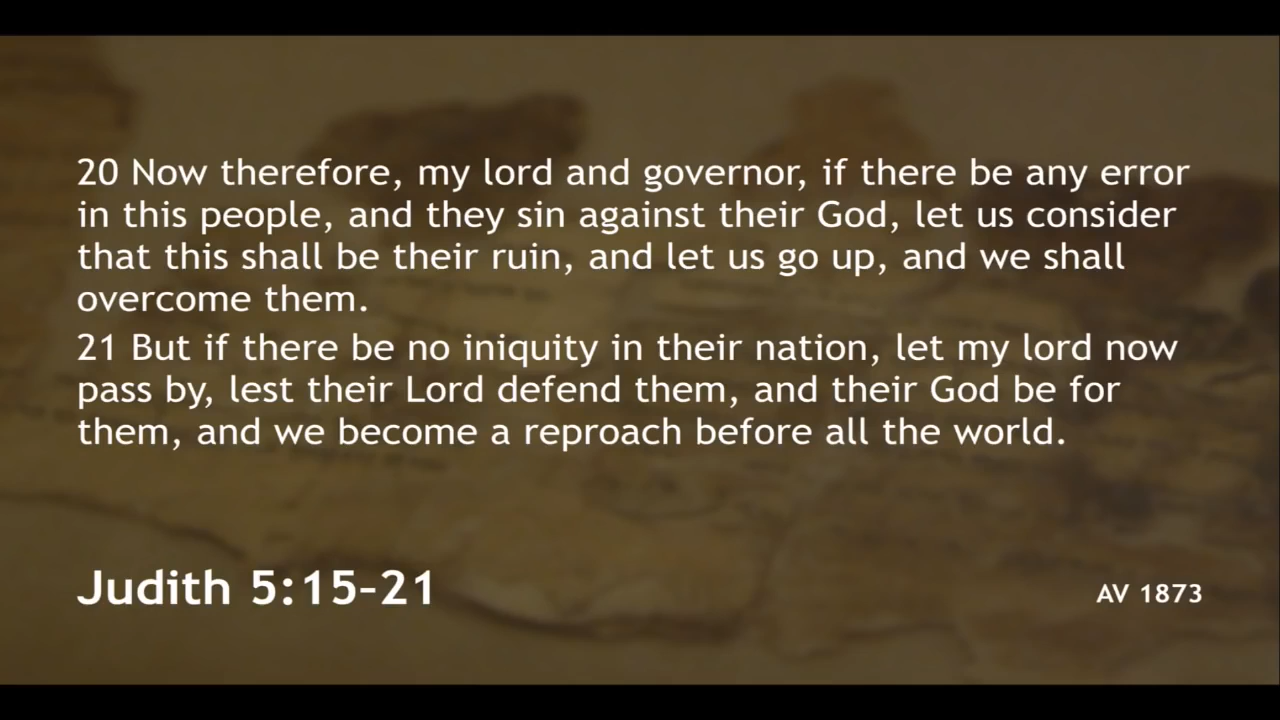 20 Now therefore, my lord and governor, if there be any error
in this people, and they sin against their God, let us consider
that this shall be their ruin, and let us go up, and we shall
overcome them.
21 But if there be no iniquity in their nation, let my lord now
pass by, lest their Lord defend them, and their God be for
them, and we become a reproach before all the world.
Judith 5:15–21
AV 1873